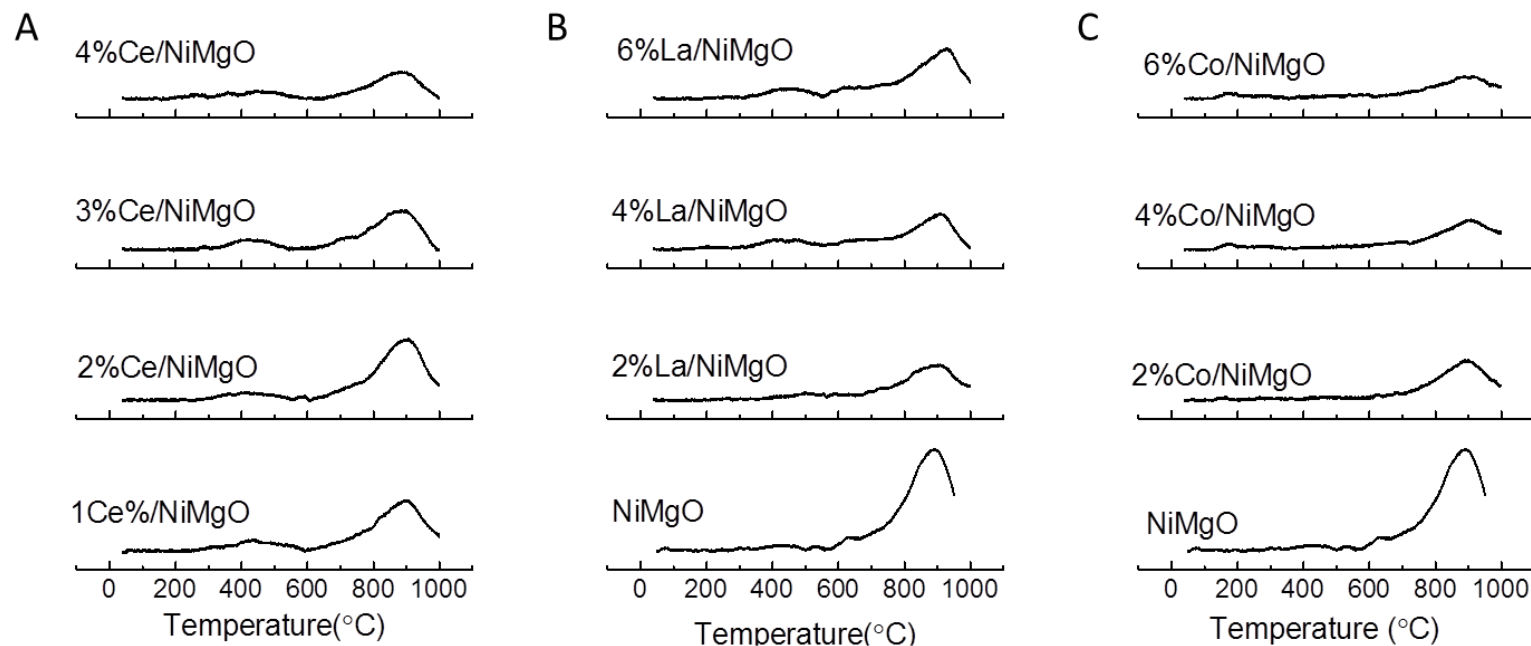 A
4%Ce/NiMgO
3%Ce/NiMgO
2%Ce/NiMgO
1Ce%/NiMgO
0 200 400 600 800 1000
Temperature(°C)
B
6%La/NiMgO
4%La/NiMgO
2%La/NiMgO
NiMgO
0 200 400 600 800 1000
Temperature(°C)
C
6%Co/NiMgO
4%Co/NiMgO
2%Co/NiMgO
NiMgO
0 200 400 600 800 1000
Temperature (°C)